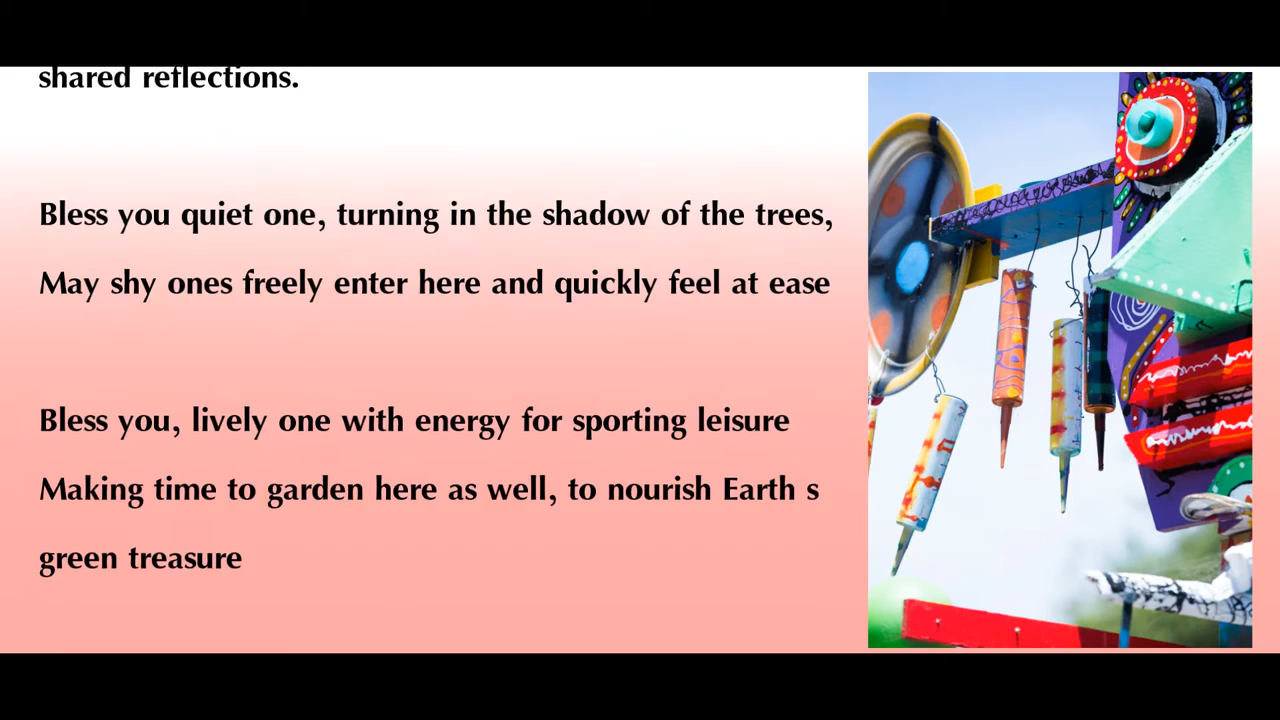 shared reflections.
Bless you quiet one, turning in the shadow of the trees,
May shy ones freely enter here and quickly feel at ease
Bless you, lively one with energy for sporting leisure
Making time to garden here as well, to nourish Earth s
green treasure